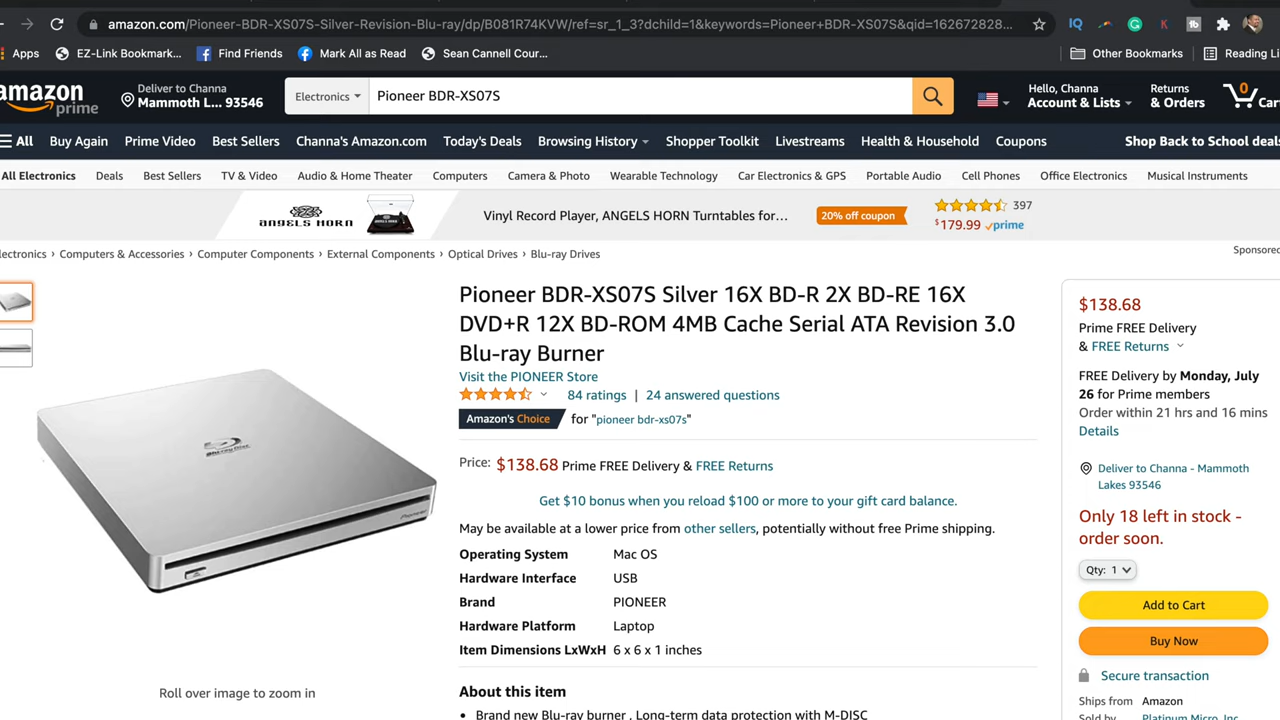 amazon.com/Pioneer-BDR-XS07S-Silver-Revision-Blu-ray/dp/B081R74KVW/ref=sr_1_3?dchild=1&keywords=Pioneer+BDR-XS07S&qid=162672828...
Apps EZ-Link Bookmark... Find Friends Mark All as Read Sean Cannell Cour... Other Bookmarks Reading Li
amazon prime
Deliver to Channa
Mammoth L... 93546
Electronics
Pioneer BDR-XS07S
Hello, Channa
Account & Lists
Returns
& Orders
0
Car
All Buy Again Prime Video Best Sellers Channa's Amazon.com Today's Deals Browsing History Shopper Toolkit Livestreams Health & Household Coupons Shop Back to School deals
All Electronics Deals Best Sellers TV & Video Audio & Home Theater Computers Camera & Photo Wearable Technology Car Electronics & GPS Portable Audio Cell Phones Office Electronics Musical Instruments
ANGELS HORN
Vinyl Record Player, ANGELS HORN Turntables for...
20% off coupon
397
$179.99 prime
lectronics › Computers & Accessories › Computer Components › External Components › Optical Drives › Blu-ray Drives
Sponsored
Pioneer BDR-XS07S Silver 16X BD-R 2X BD-RE 16X
DVD+R 12X BD-ROM 4MB Cache Serial ATA Revision 3.0
Blu-ray Burner
Visit the PIONEER Store
84 ratings | 24 answered questions
Amazon's Choice for "pioneer bdr-xs07s"
Price: $138.68 Prime FREE Delivery & FREE Returns
Get $10 bonus when you reload $100 or more to your gift card balance.
May be available at a lower price from other sellers, potentially without free Prime shipping.
Operating System Mac OS
Hardware Interface USB
Brand PIONEER
Hardware Platform Laptop
Item Dimensions LxWxH 6 x 6 x 1 inches
About this item
• Brand new Blu-ray burner , Long-term data protection with M-DISC
Blu-ray Disc
Pioneer
Roll over image to zoom in
$138.68
Prime FREE Delivery
& FREE Returns
FREE Delivery by Monday, July
26 for Prime members
Order within 21 hrs and 16 mins
Details
Deliver to Channa - Mammoth
Lakes 93546
Only 18 left in stock -
order soon.
Qty: 1
Add to Cart
Buy Now
Secure transaction
Ships from Amazon
Sold by Platinum Micro, Inc.